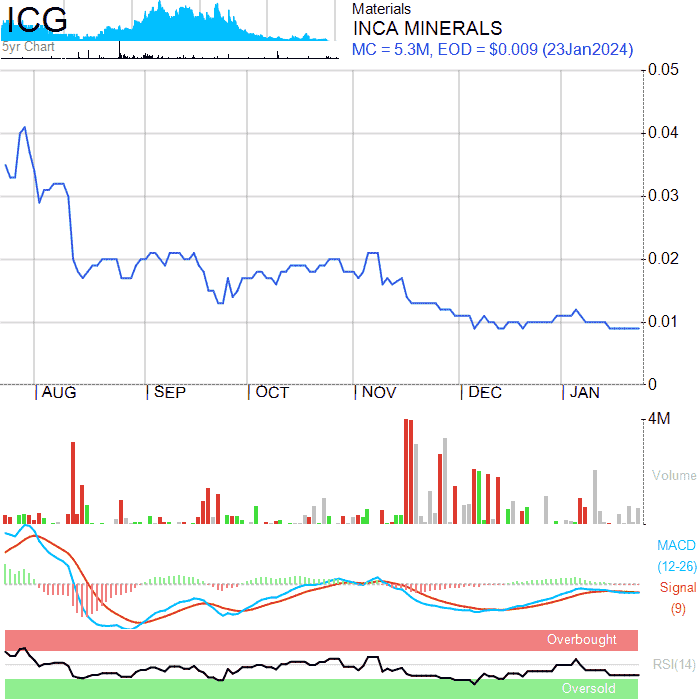 ICG
5yr Chart
Materials
INCA MINERALS
MC = 5.3M, EOD = $0.009 (23Jan2024)
0.05
0.04
0.03
0.02
0.01
0
AUG SEP OCT NOV DEC JAN
4M
Volume
MACD
(12-26)
Signal
(9)
Overbought
RSI(14)
Oversold